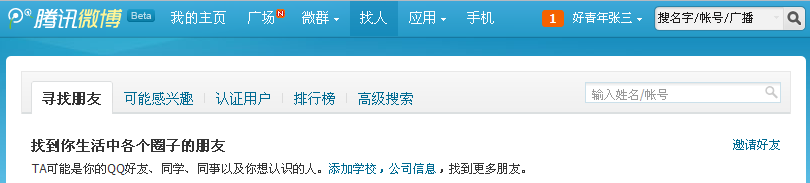 腾讯微博 Beta 我的主页 广场 N 微群 找人 应用 手机 1 好青年张三 搜名字/帐号/广播
寻找朋友 可能感兴趣 认证用户 排行榜 高级搜索 输入姓名/帐号
找到你生活中各个圈子的朋友 邀请好友
TA可能是你的QQ好友、同学、同事以及你想认识的人。添加学校，公司信息，找到更多朋友。